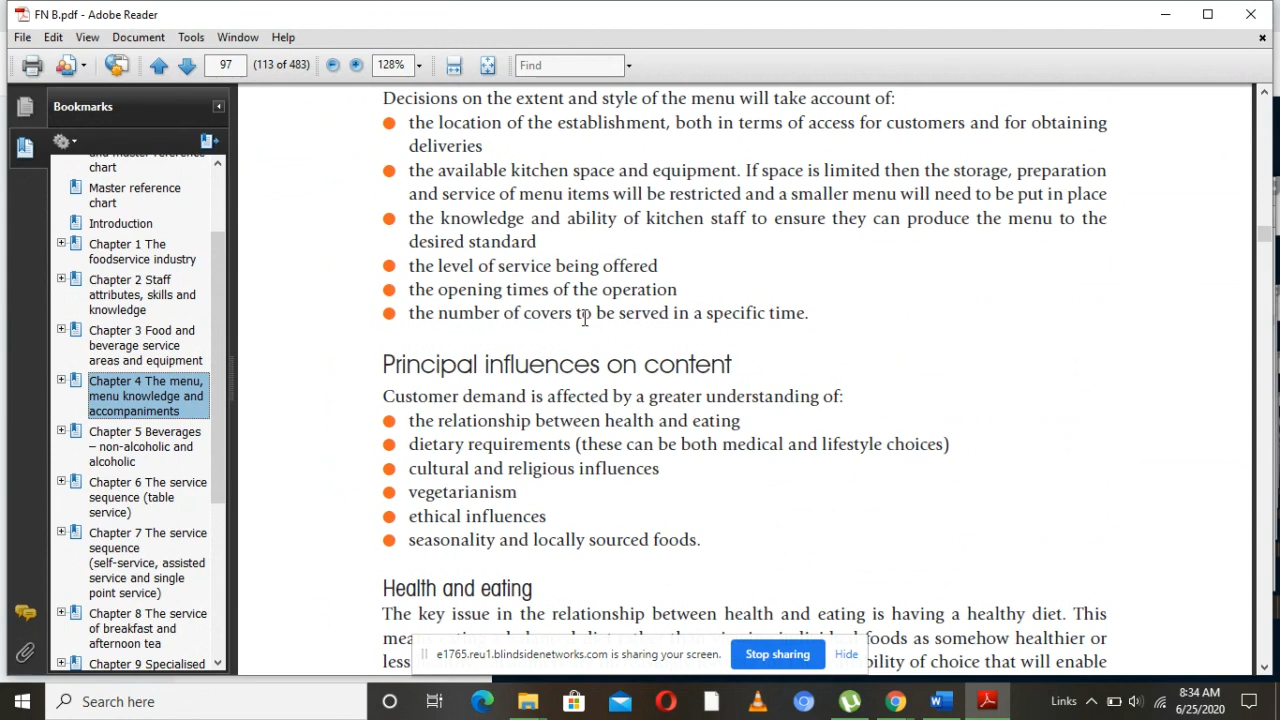 FN B.pdf - Adobe Reader
File Edit View Document Tools Window Help
97 (113 of 483) 128% Find
Bookmarks
and master reference
chart
Master reference
chart
Introduction
Chapter 1 The
foodservice industry
Chapter 2 Staff
attributes, skills and
knowledge
Chapter 3 Food and
beverage service
areas and equipment
Chapter 4 The menu,
menu knowledge and
accompaniments
Chapter 5 Beverages
– non-alcoholic and
alcoholic
Chapter 6 The service
sequence (table
service)
Chapter 7 The service
sequence
(self-service, assisted
service and single
point service)
Chapter 8 The service
of breakfast and
afternoon tea
Chapter 9 Specialised
Decisions on the extent and style of the menu will take account of:
the location of the establishment, both in terms of access for customers and for obtaining
deliveries
the available kitchen space and equipment. If space is limited then the storage, preparation
and service of menu items will be restricted and a smaller menu will need to be put in place
the knowledge and ability of kitchen staff to ensure they can produce the menu to the
desired standard
the level of service being offered
the opening times of the operation
the number of covers to be served in a specific time.
Principal influences on content
Customer demand is affected by a greater understanding of:
the relationship between health and eating
dietary requirements (these can be both medical and lifestyle choices)
cultural and religious influences
vegetarianism
ethical influences
seasonality and locally sourced foods.
Health and eating
The key issue in the relationship between health and eating is having a healthy diet. This
foods as somehow healthier or
of choice that will enable
e1765.reu1.blindsidenetworks.com is sharing your screen. Stop sharing Hide
Search here
Links 8:34 AM
6/25/2020